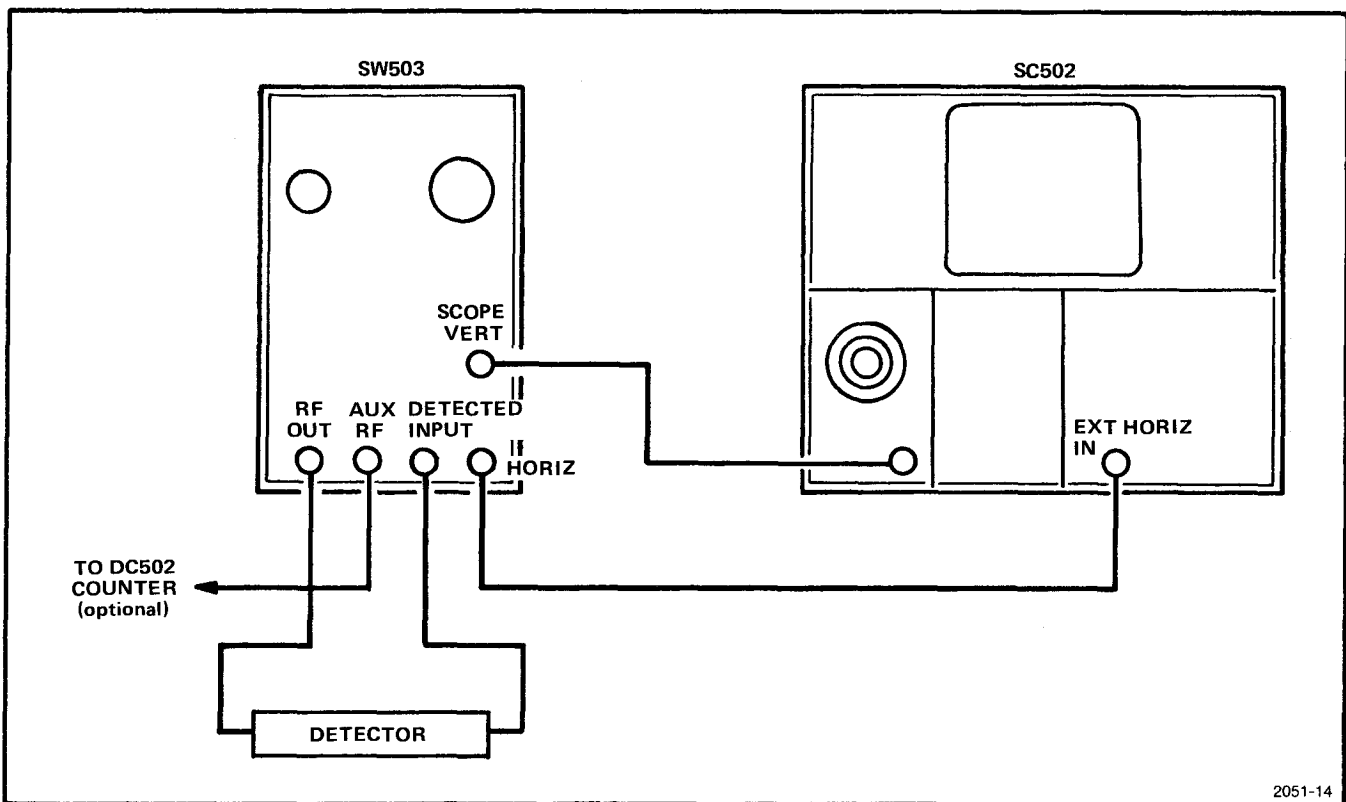 SW503
SC502
SCOPE
VERT
RF
OUT
AUX
RF
DETECTED
INPUT
HORIZ
EXT HORIZ
IN
TO DC502
COUNTER
(optional)
DETECTOR
2051-14